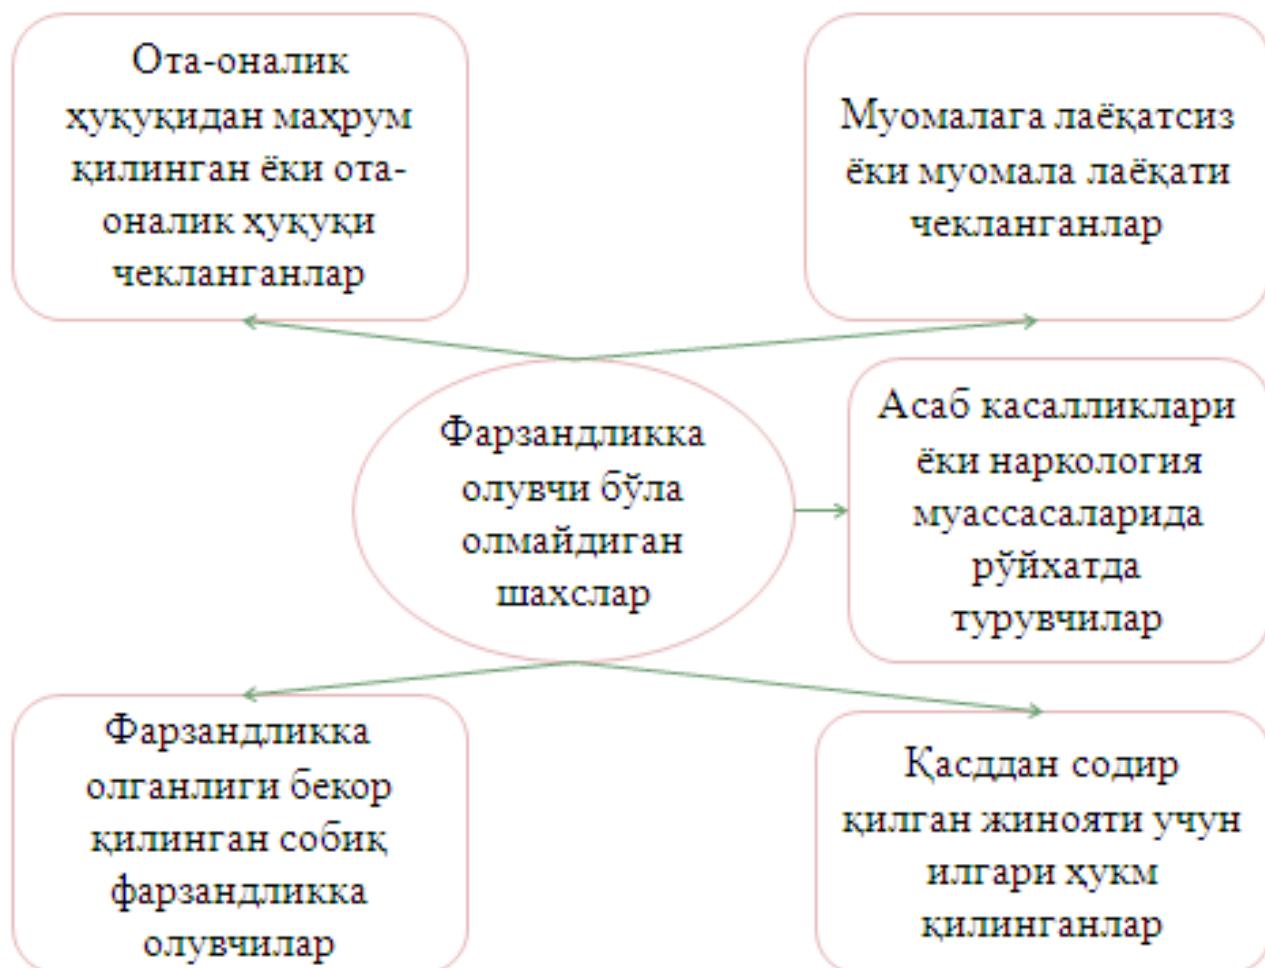 Ота-оналик
ҳуқуқидан маҳрум
қилинган ёки ота-
оналик ҳуқуқи
чекланганлар
Муомалага лаёқатсиз
ёки муомала лаёқати
чекланганлар
Фарзандликка
олувчи бўла
олмайдиган
шахслар
Асаб касалликлари
ёки наркология
муассасаларида
рўйхатда
турувчилар
Фарзандликка
олганлиги бекор
қилинган собиқ
фарзандликка
олувчилар
Қасддан содир
қилган жинояти учун
илгари ҳукм
қилинганлар